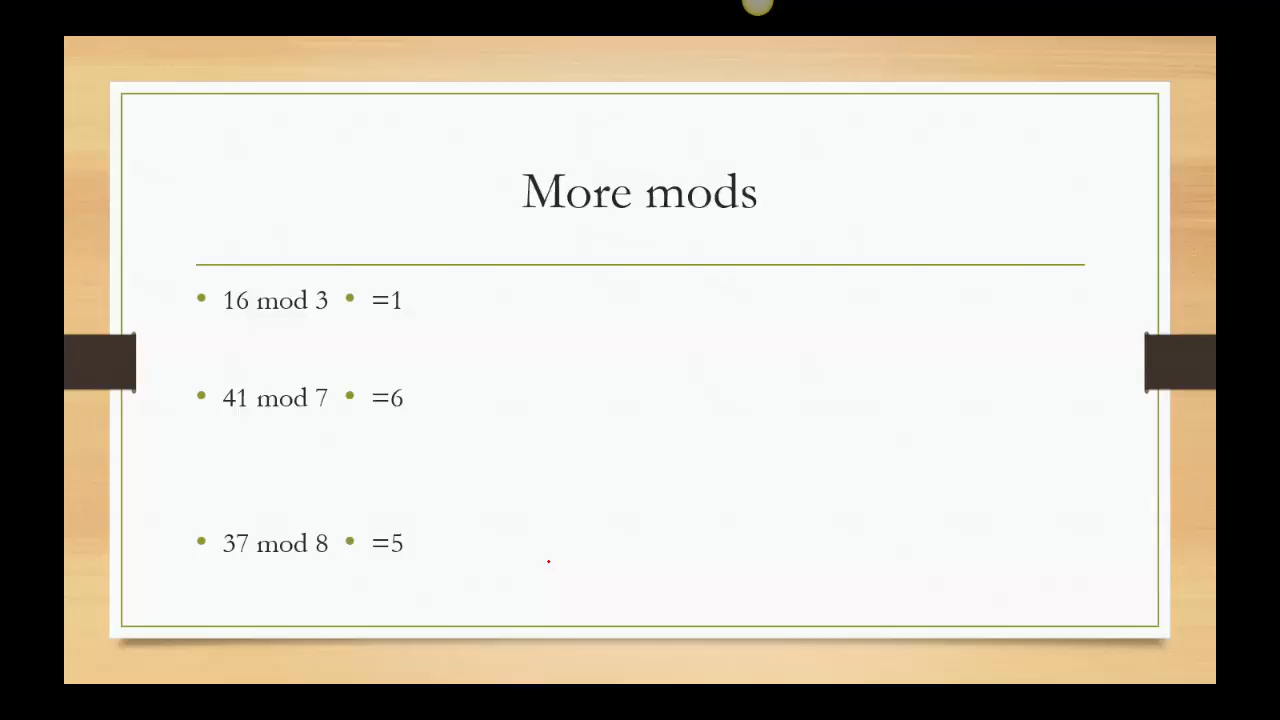 More mods
• 16 mod 3 • =1
• 41 mod 7 • =6
• 37 mod 8 • =5